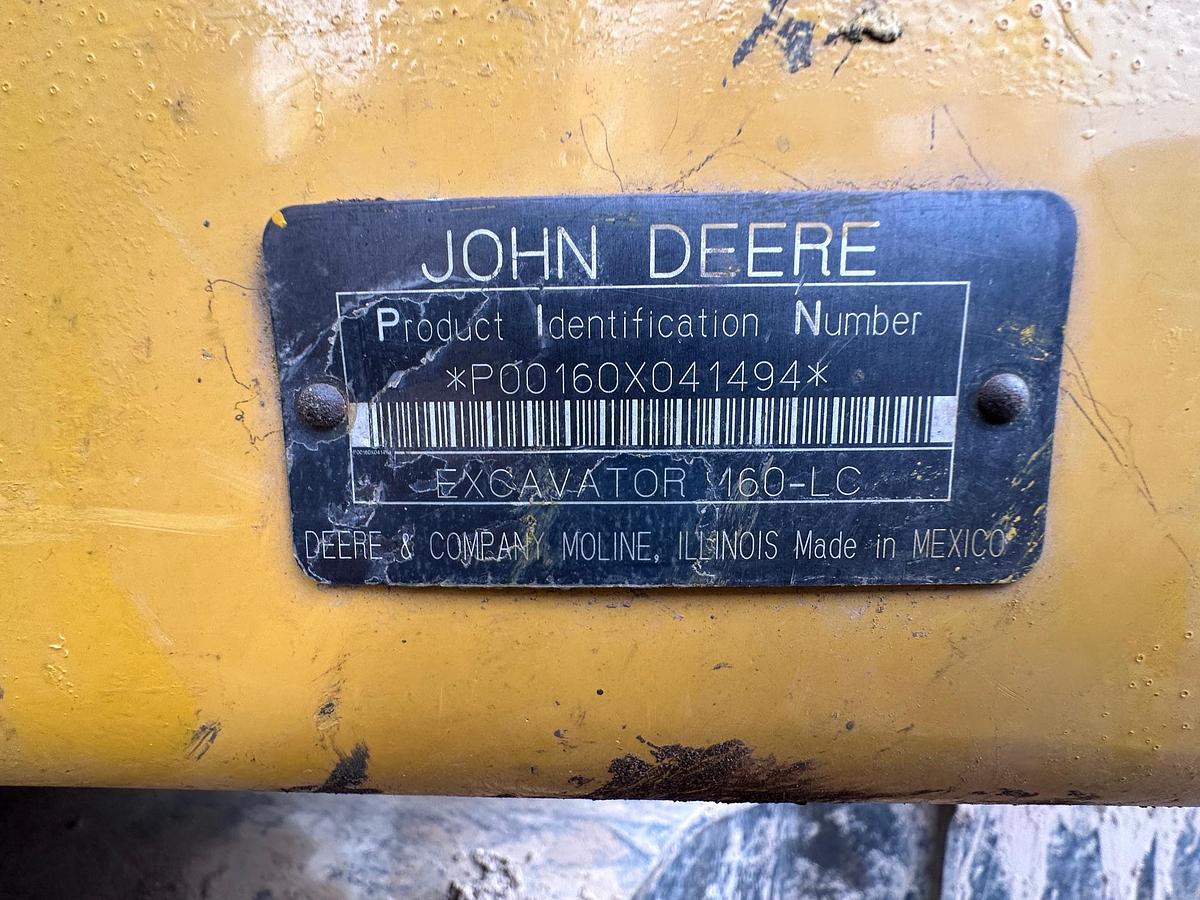 JOHN DEERE
Product Identification Number
*P00160X041494*
EXCAVATOR 160-LC
DEERE & COMPANY MOLINE, ILLINOIS Made in MEXICO